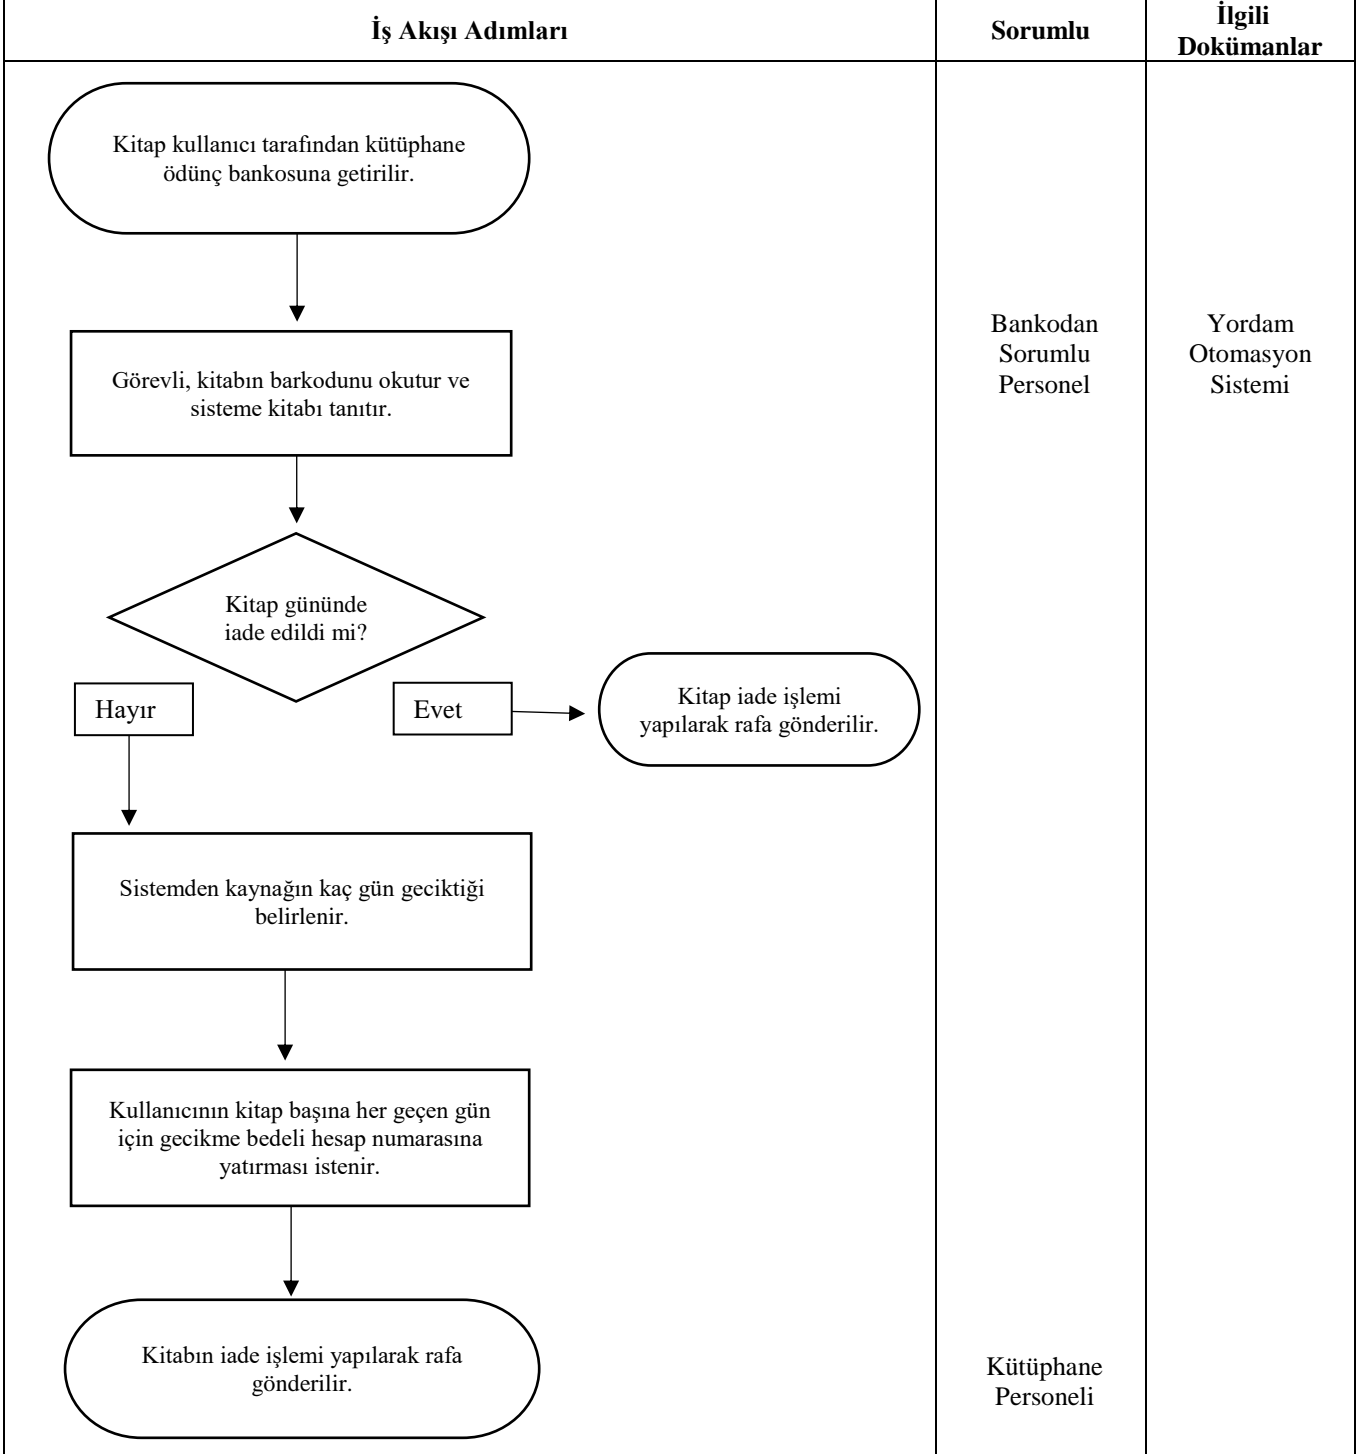 İş Akışı Adımları
Sorumlu
İlgili
Dokümanlar
Kitap kullanıcı tarafından kütüphane
ödünç bankosuna getirilir.
Görevli, kitabın barkodunu okutur ve
sisteme kitabı tanıtır.
Bankodan
Sorumlu
Personel
Yordam
Otomasyon
Sistemi
Kitap gününde
iade edildi mi?
Hayır
Evet
Kitap iade işlemi
yapılarak rafa gönderilir.
Sistemden kaynağın kaç gün geciktiği
belirlenir.
Kullanıcının kitap başına her geçen gün
için gecikme bedeli hesap numarasına
yatırması istenir.
Kitabın iade işlemi yapılarak rafa
gönderilir.
Kütüphane
Personeli